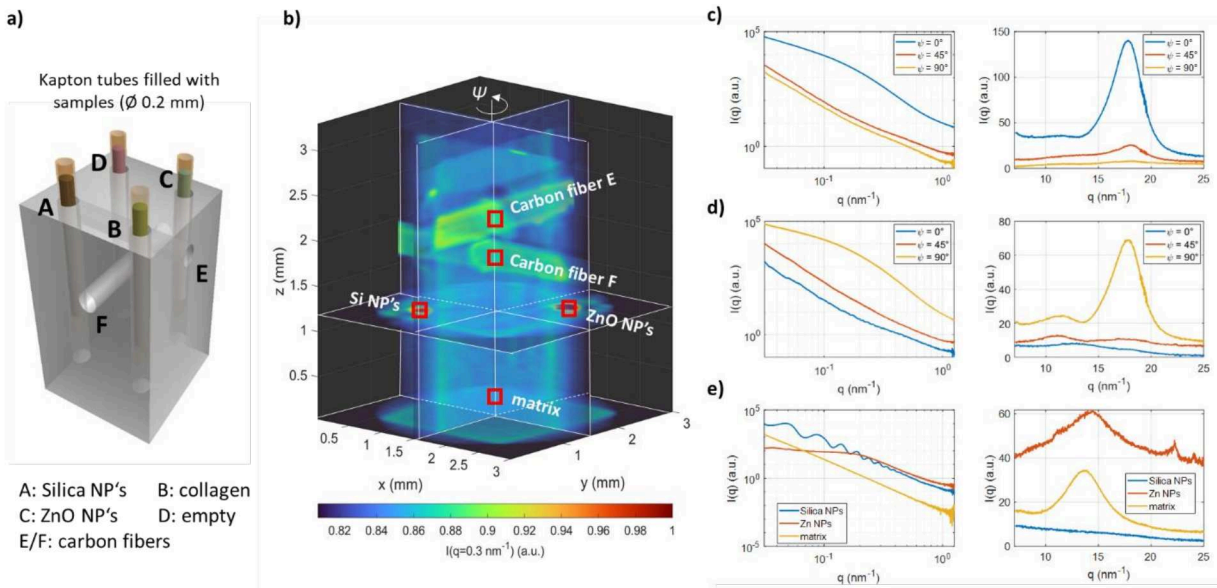 a)
Kapton tubes filled with
samples (Ø 0.2 mm)
D
C
A
B
E
F
A: Silica NP's B: collagen
C: ZnO NP's D: empty
E/F: carbon fibers
b)
ψ
Carbon fiber E
Carbon fiber F
Si NP's
ZnO NP's
matrix
z (mm)
3
2.5
2
1.5
1
0.5
0.5
1
1.5
2
2.5
3
x (mm)
1
2
3
y (mm)
0.82 0.84 0.86 0.88 0.9 0.92 0.94 0.96 0.98 1
I(q=0.3 nm⁻¹) (a.u.)
c)
I(q) (a.u.)
10⁵
10⁰
ψ = 0°
ψ = 45°
ψ = 90°
10⁻¹ 10⁰
q (nm⁻¹)
I(q) (a.u.)
150
100
50
0
ψ = 0°
ψ = 45°
ψ = 90°
10 15 20 25
q (nm⁻¹)
d)
I(q) (a.u.)
10⁵
10⁰
ψ = 0°
ψ = 45°
ψ = 90°
10⁻¹ 10⁰
q (nm⁻¹)
I(q) (a.u.)
80
60
40
20
0
ψ = 0°
ψ = 45°
ψ = 90°
10 15 20 25
q (nm⁻¹)
e)
I(q) (a.u.)
10⁵
10⁰
10⁻⁵
Silica NPs
Zn NPs
matrix
10⁻¹ 10⁰
q (nm⁻¹)
I(q) (a.u.)
60
40
20
0
Silica NPs
Zn NPs
matrix
10 15 20 25
q (nm⁻¹)